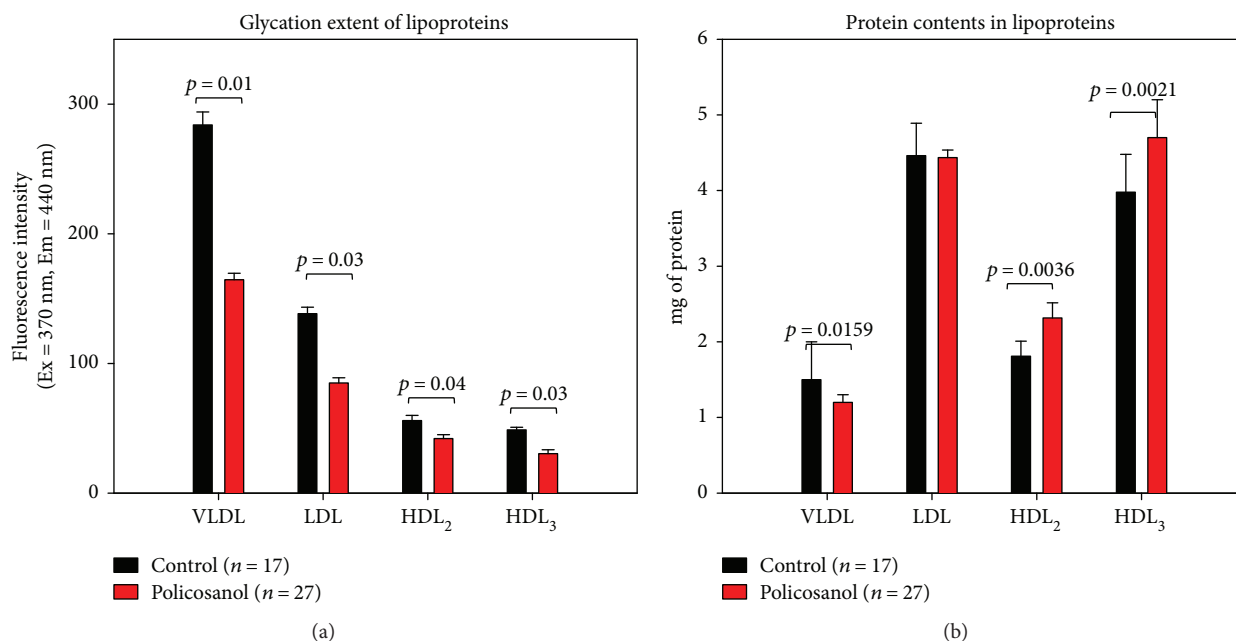 Glycation extent of lipoproteins
Fluorescence intensity
(Ex = 370 nm, Em = 440 nm)
300
200
100
0
p = 0.01
p = 0.03
p = 0.04
p = 0.03
VLDL
LDL
HDL₂
HDL₃
Control (n = 17)
Policosanol (n = 27)
(a)
Protein contents in lipoproteins
mg of protein
6
5
4
3
2
1
0
p = 0.0159
p = 0.0036
p = 0.0021
VLDL
LDL
HDL₂
HDL₃
Control (n = 17)
Policosanol (n = 27)
(b)